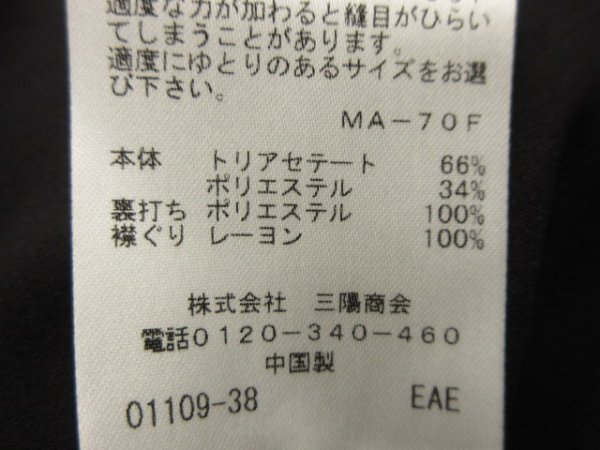 適度な力が加わると縫目がひらい
てしまうことがあります。
適度にゆとりのあるサイズをお選
び下さい。
MA－70F
本体 トリアセテート 66%
ポリエステル 34%
裏打ち ポリエステル 100%
襟ぐり レーヨン 100%
株式会社 三陽商会
電話０１２０－３４０－４６０
中国製
01109-38 EAE